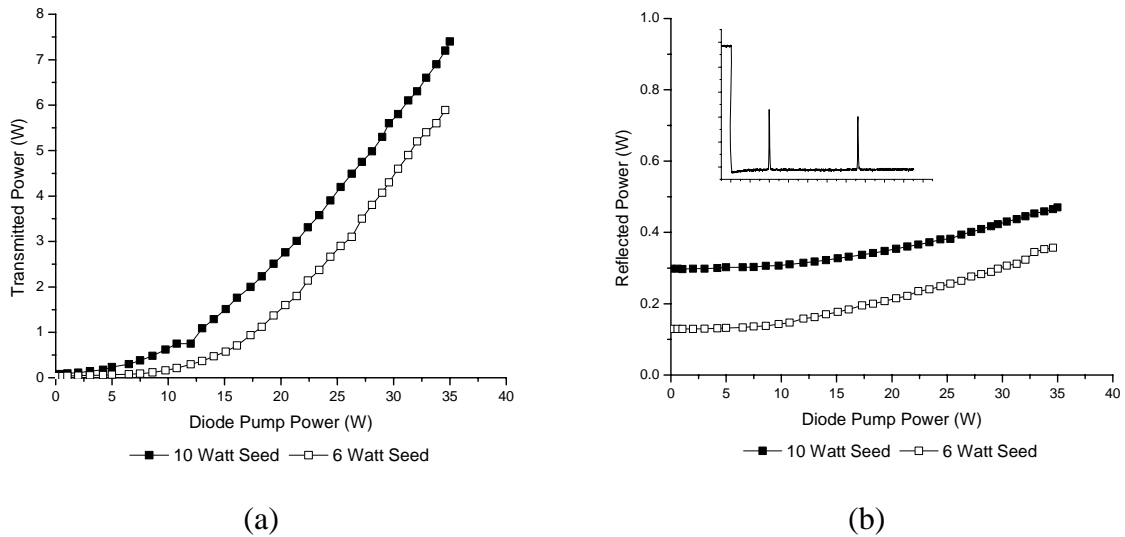 8
7
6
5
4
3
2
1
0
Transmitted Power (W)
0 5 10 15 20 25 30 35 40
Diode Pump Power (W)
10 Watt Seed 6 Watt Seed
(a)
1.0
0.8
0.6
0.4
0.2
0.0
Reflected Power (W)
0 5 10 15 20 25 30 35 40
Diode Pump Power (W)
10 Watt Seed 6 Watt Seed
(b)